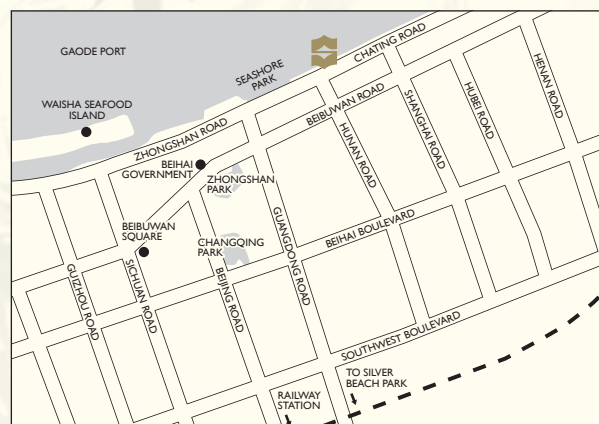 GAODE PORT
WAISHA SEAFOOD
ISLAND
SEASHORE
PARK
CHATING ROAD
HENAN ROAD
HUBEI ROAD
SHANGHAI ROAD
BEIBUWAN ROAD
HUNAN ROAD
ZHONGSHAN ROAD
BEIHAI
GOVERNMENT
ZHONGSHAN
PARK
BEIBUWAN
SQUARE
CHANGQING
PARK
GUANGDONG ROAD
BEIHAI BOULEVARD
GUIZHOU ROAD
SICHUAN ROAD
BEIJING ROAD
SOUTHWEST BOULEVARD
TO SILVER
BEACH PARK
RAILWAY
STATION